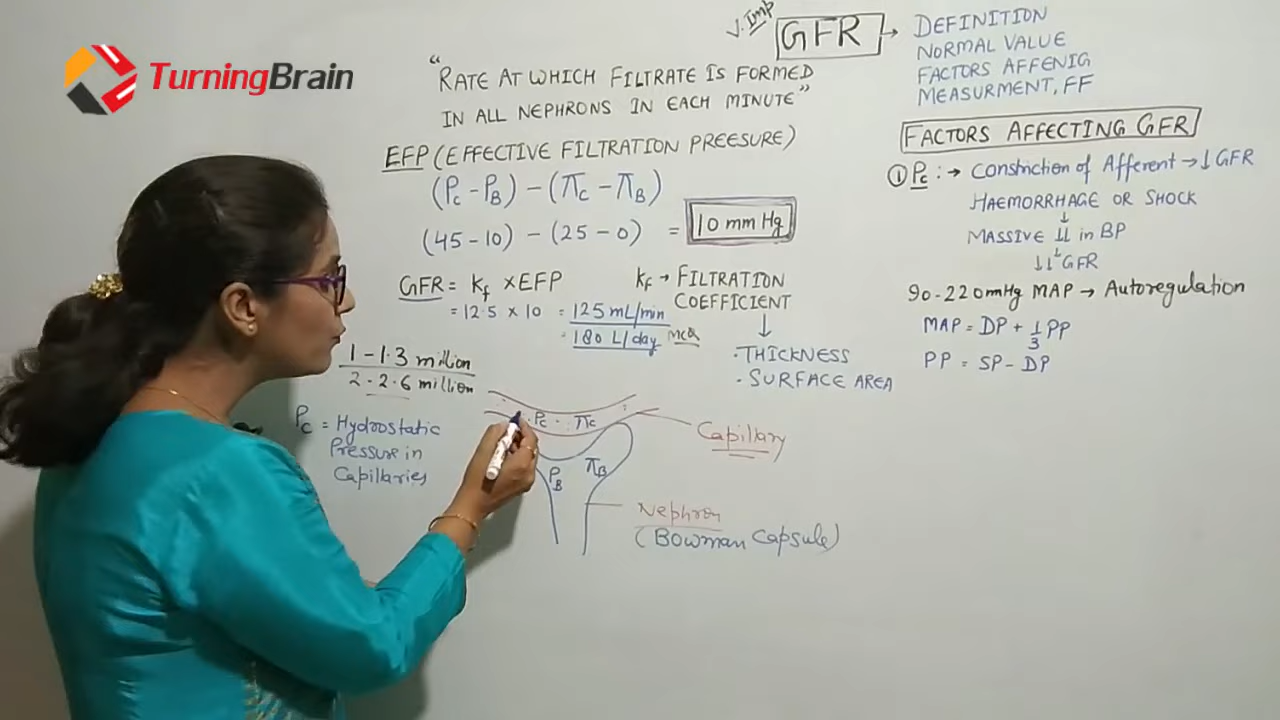 TurningBrain
V. Imp
GFR → DEFINITION
NORMAL VALUE
FACTORS AFFENIG
MEASURMENT, FF
"RATE AT WHICH FILTRATE IS FORMED
IN ALL NEPHRONS IN EACH MINUTE"
EFP (EFFECTIVE FILTRATION PREESURE)
(Pc - PB) - (πc - πB)
(45 - 10) - (25 - 0) = 10 mm Hg
GFR = Kf × EFP
= 12.5 × 10 = 125 mL/min
180 L/day MCQ
Kf → FILTRATION
COEFFICIENT
↓
· THICKNESS
· SURFACE AREA
1 - 1.3 million
2 - 2.6 million
Pc = Hydrostatic
Pressure in
Capillaries
Pc πc
Capillary
PB πB
Nephron
(Bowman Capsule)
FACTORS AFFECTING GFR
① Pc : → Constriction of Afferent → ↓ GFR
HAEMORRHAGE OR SHOCK
↓
MASSIVE ↓↓ in BP
↓
↓↓ GFR
90-220 mmHg MAP → Autoregulation
MAP = DP + 1/3 PP
PP = SP - DP